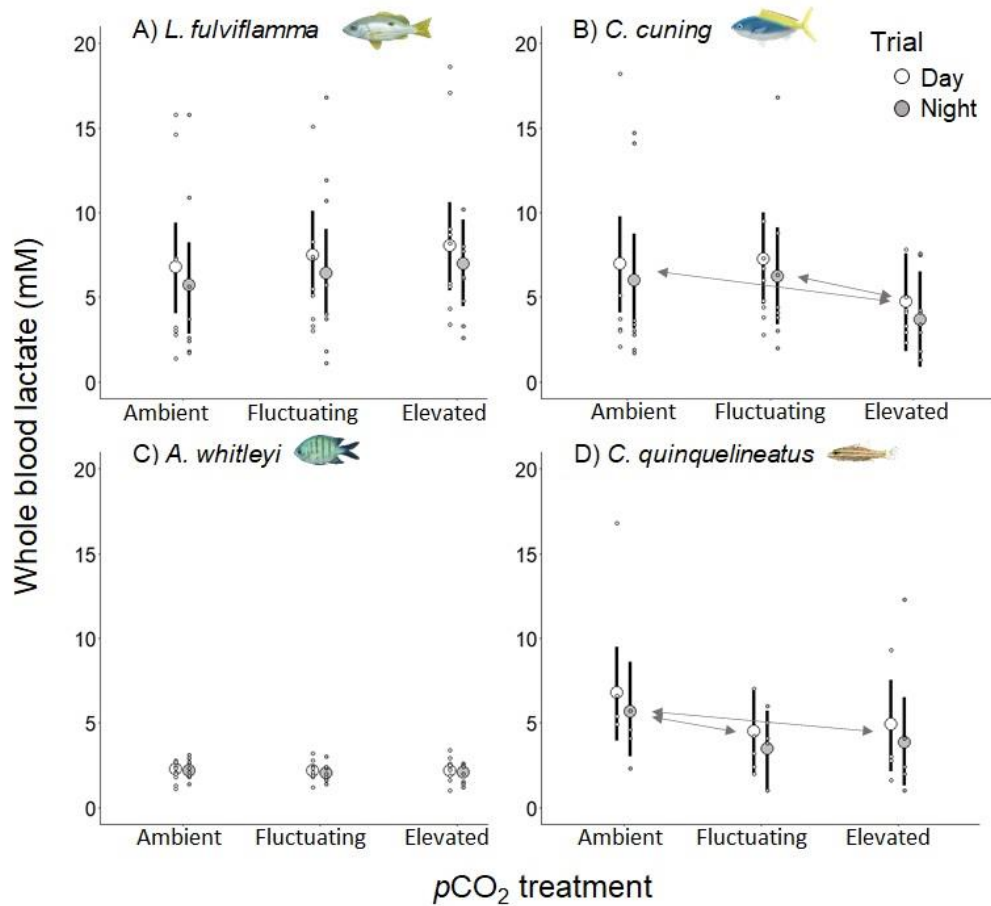 A) L. fulviflamma
B) C. cuning
Trial
Day
Night
20
15
10
5
0
20
15
10
5
0
Ambient Fluctuating Elevated
Ambient Fluctuating Elevated
C) A. whitleyi
D) C. quinquelineatus
20
15
10
5
0
20
15
10
5
0
Ambient Fluctuating Elevated
Ambient Fluctuating Elevated
Whole blood lactate (mM)
pCO₂ treatment